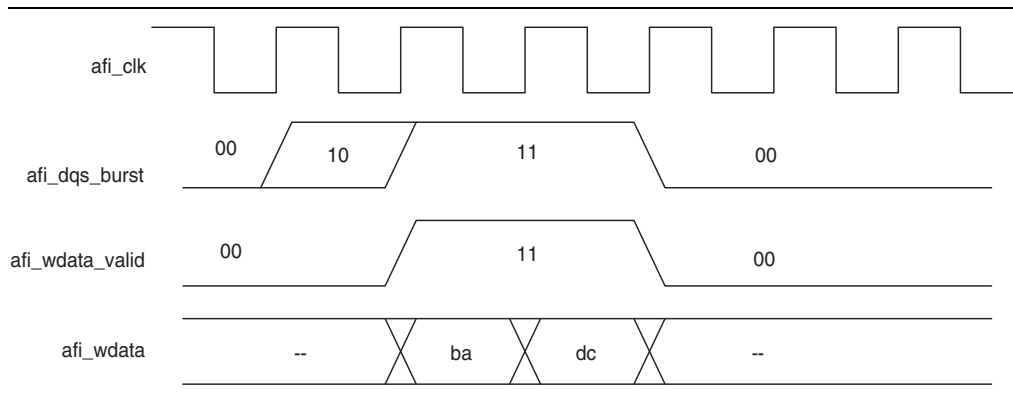 afi_clk
00 10 11 00
afi_dqs_burst
00 11 00
afi_wdata_valid
afi_wdata -- ba dc --